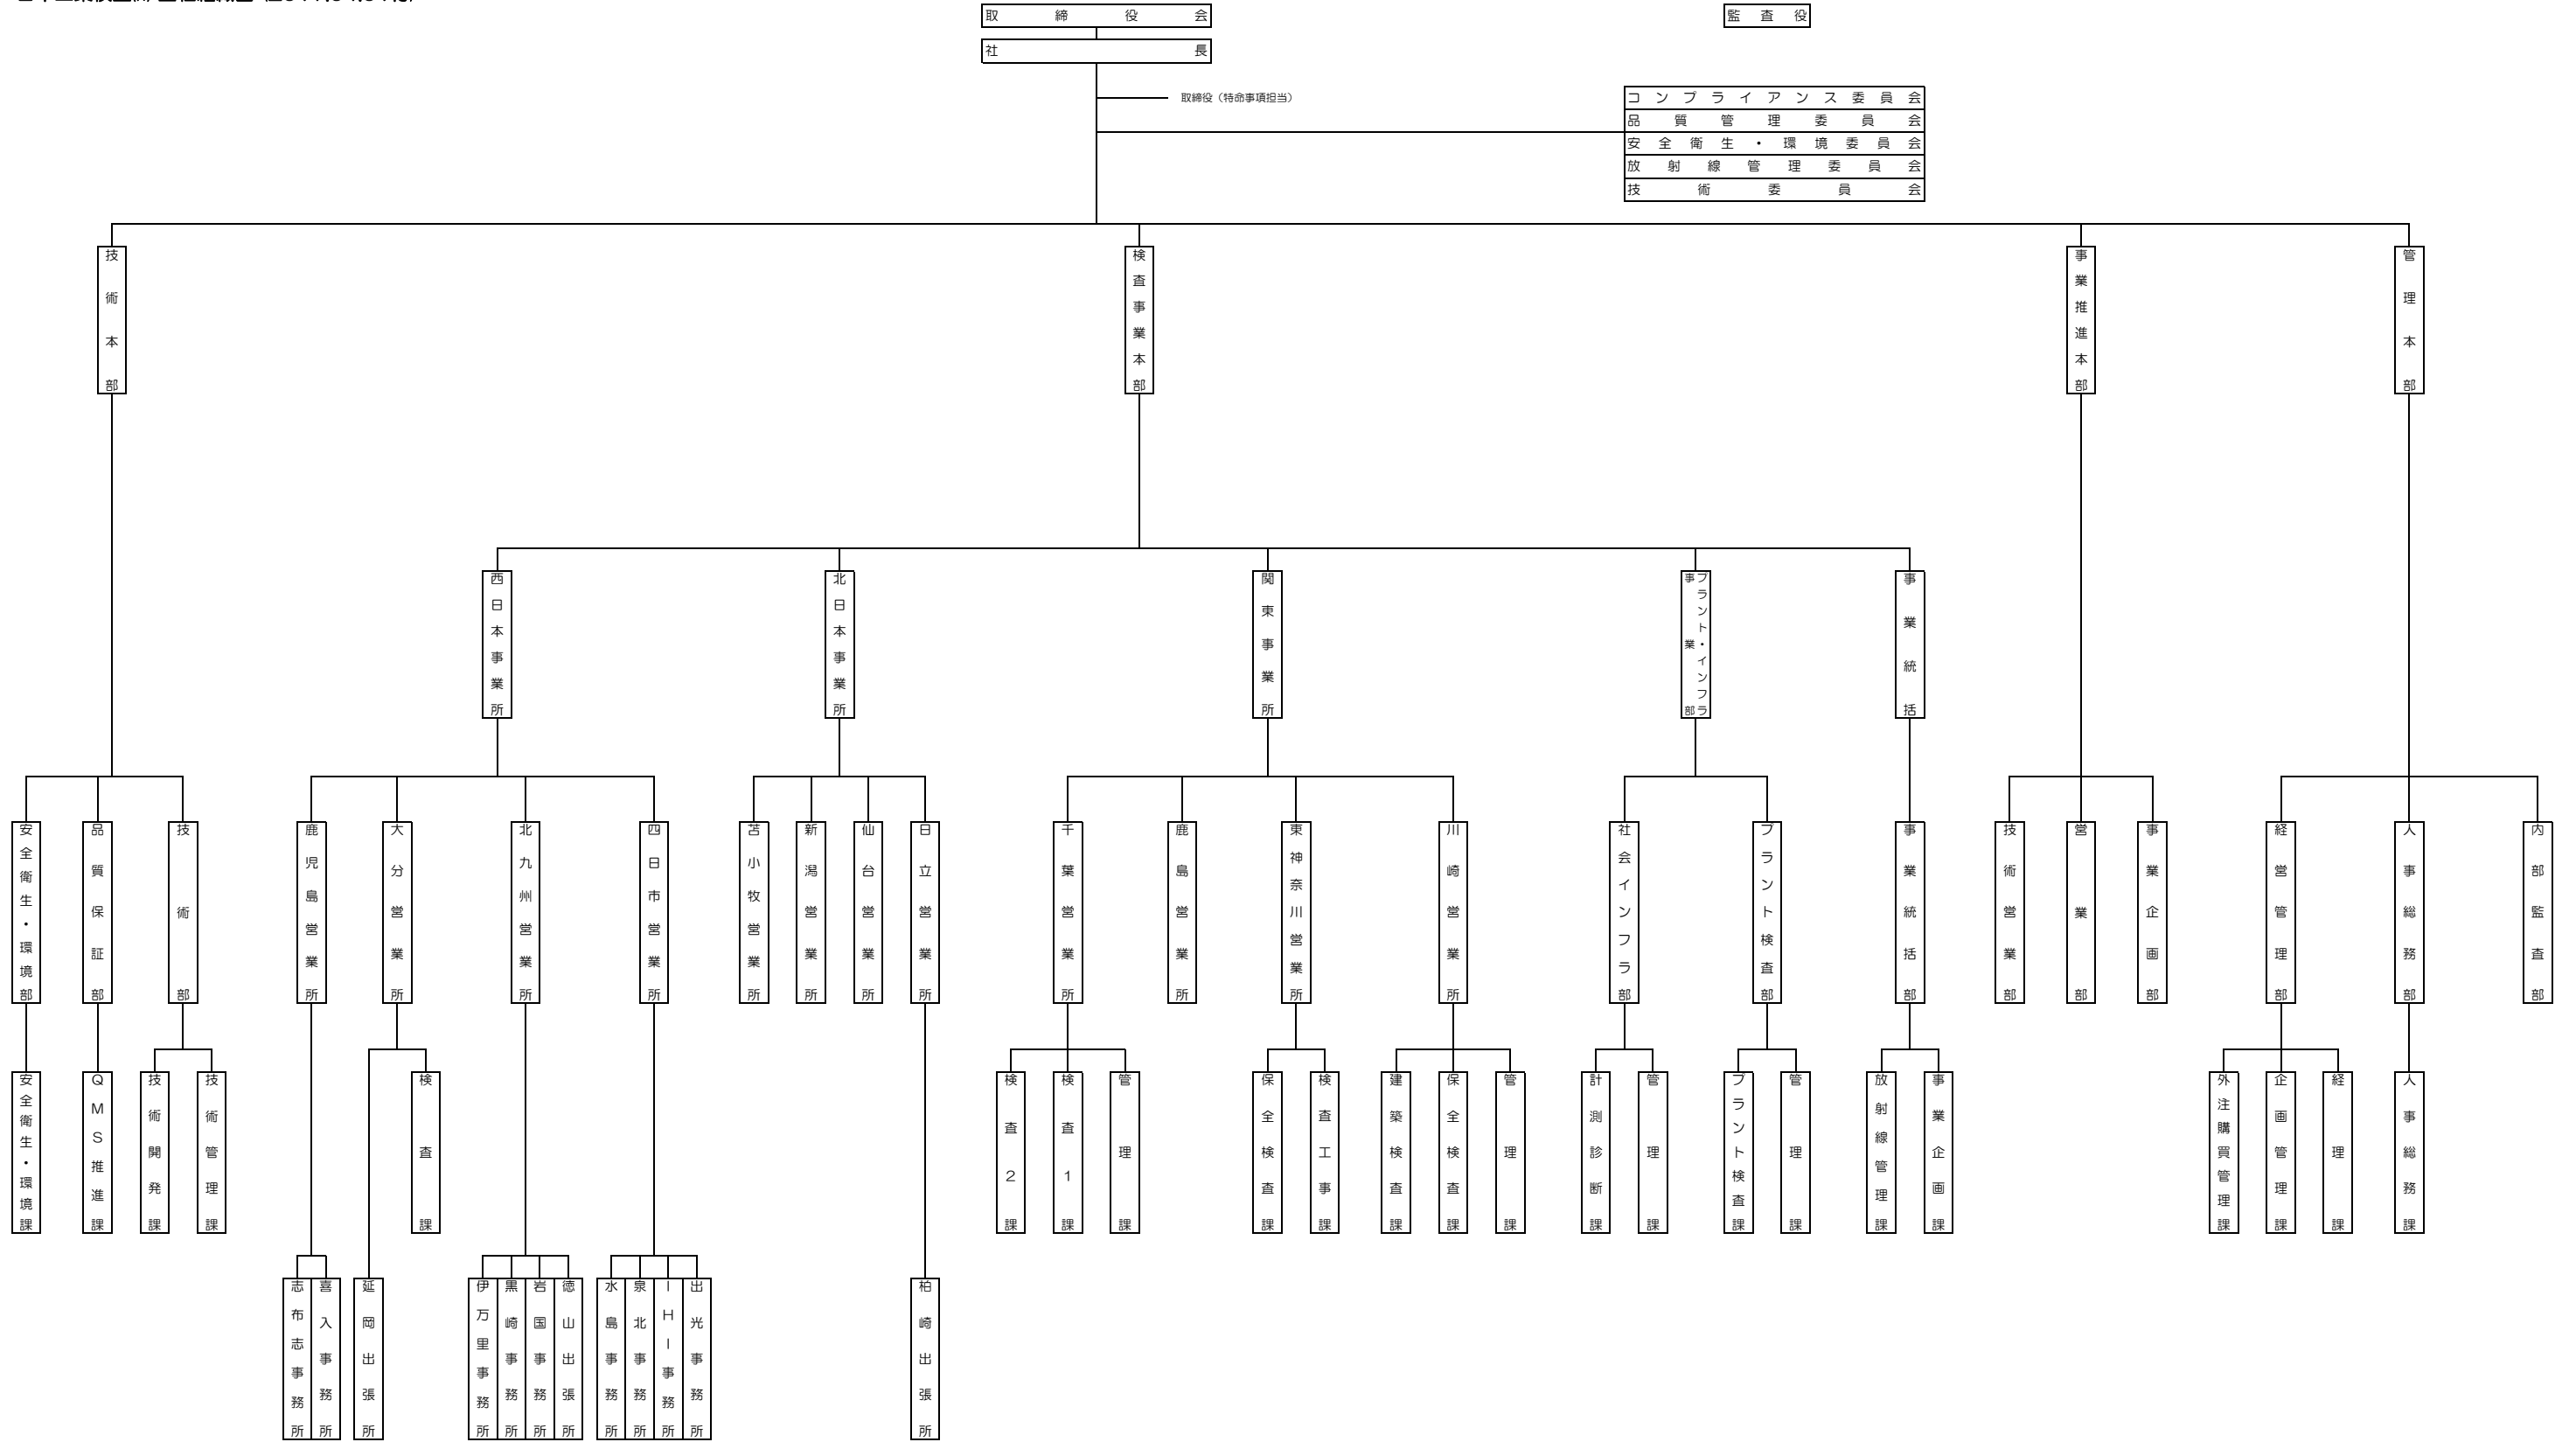 取締役会
監査役
社長
取締役（特命事項担当）
コンプライアンス委員会
品質管理委員会
安全衛生・環境委員会
放射線管理委員会
技術委員会
技術本部
検査事業本部
事業推進本部
管理本部
西日本事業所
北日本事業所
関東事業所
プラント・インフラ
事業部
事業統括
安全衛生・環境部
品質保証部
技術部
鹿児島営業所
大分営業所
北九州営業所
四日市営業所
苫小牧営業所
新潟営業所
仙台営業所
日立営業所
千葉営業所
鹿島営業所
東神奈川営業所
川崎営業所
社会インフラ部
プラント検査部
事業統括部
技術営業部
営業部
事業企画部
経営管理部
人事総務部
内部監査部
安全衛生・環境課
QMS推進課
技術開発課
技術管理課
検査課
検査2課
検査1課
管理課
保全検査課
検査工事課
建築検査課
保全検査課
管理課
計測診断課
管理課
プラント検査課
管理課
放射線管理課
事業企画課
外注購買管理課
企画管理課
経理課
人事総務課
志布志事務所
喜入事務所
延岡出張所
伊万里事務所
黒崎事務所
岩国事務所
徳山出張所
水島事務所
泉北事務所
IHI事務所
出光事務所
柏崎出張所